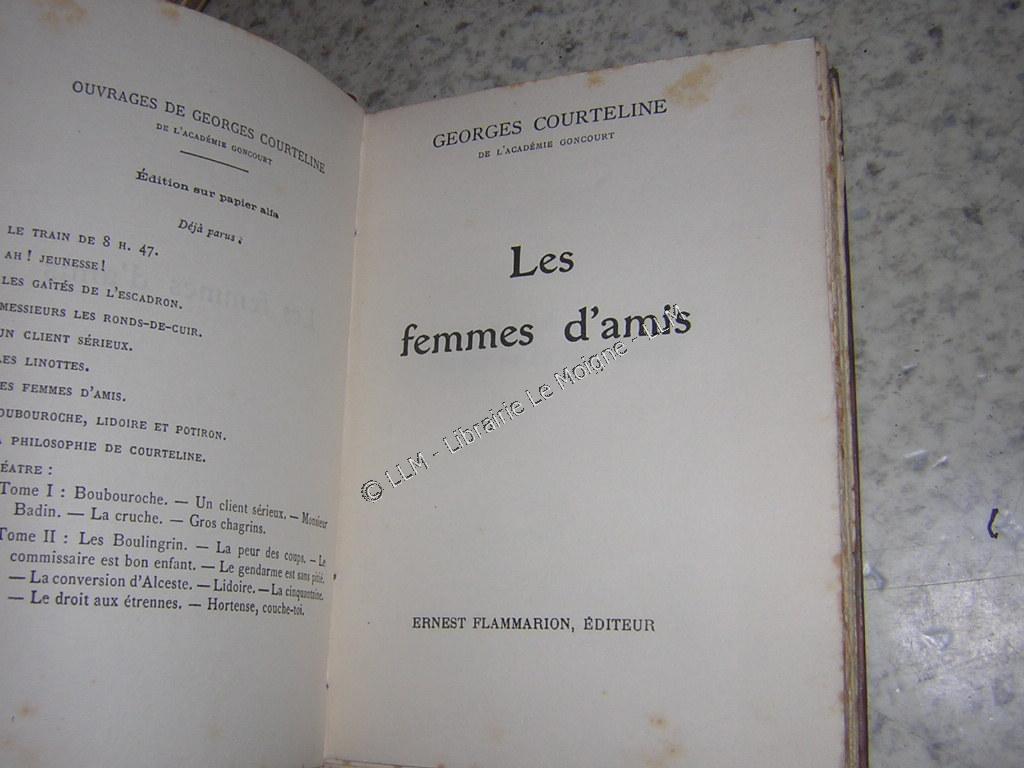 OUVRAGES DE GEORGES COURTELINE
DE L'ACADÉMIE GONCOURT
Édition sur papier alfa
Déjà parus :
LE TRAIN DE 8 H. 47.
AH ! JEUNESSE !
LES GAÎTÉS DE L'ESCADRON.
MESSIEURS LES RONDS-DE-CUIR.
UN CLIENT SÉRIEUX.
LES LINOTTES.
ES FEMMES D'AMIS.
OUBOUROCHE, LIDOIRE ET POTIRON.
PHILOSOPHIE DE COURTELINE.
ÉATRE :
Tome I : Boubouroche. — Un client sérieux. — Monsieur
Badin. — La cruche. — Gros chagrins.
Tome II : Les Boulingrin. — La peur des coups. — Le
commissaire est bon enfant. — Le gendarme est sans pitié.
— La conversion d'Alceste. — Lidoire. — La cinquantaine.
— Le droit aux étrennes. — Hortense, couche-toi.
GEORGES COURTELINE
DE L'ACADÉMIE GONCOURT
Les
femmes d'amis
ERNEST FLAMMARION, ÉDITEUR
© LLM - Librairie Le Moigne - LLM